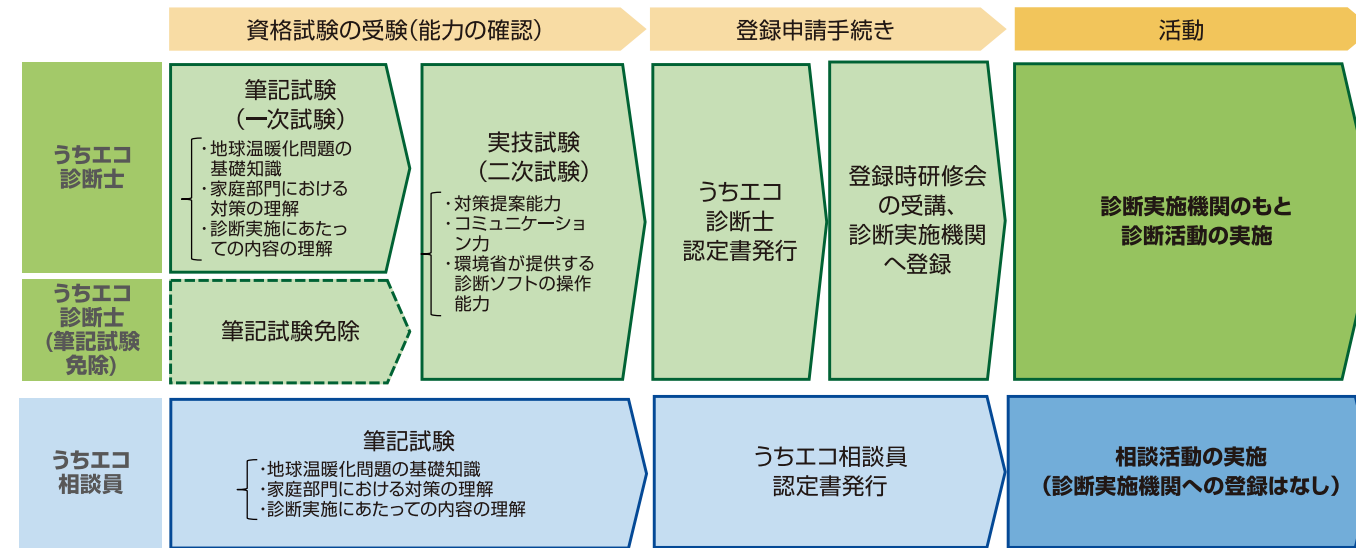 資格試験の受験(能力の確認)
登録申請手続き
活動
うちエコ
診断士
筆記試験
(一次試験)
・地球温暖化問題の
基礎知識
・家庭部門における
対策の理解
・診断実施にあたっ
ての内容の理解
うちエコ
診断士
(筆記試験
免除)
筆記試験免除
実技試験
(二次試験)
・対策提案能力
・コミュニケーショ
ン力
・環境省が提供する
診断ソフトの操作
能力
うちエコ
診断士
認定書発行
登録時研修会
の受講、
診断実施機関
へ登録
診断実施機関のもと
診断活動の実施
うちエコ
相談員
筆記試験
・地球温暖化問題の基礎知識
・家庭部門における対策の理解
・診断実施にあたっての内容の理解
うちエコ相談員
認定書発行
相談活動の実施
(診断実施機関への登録はなし)